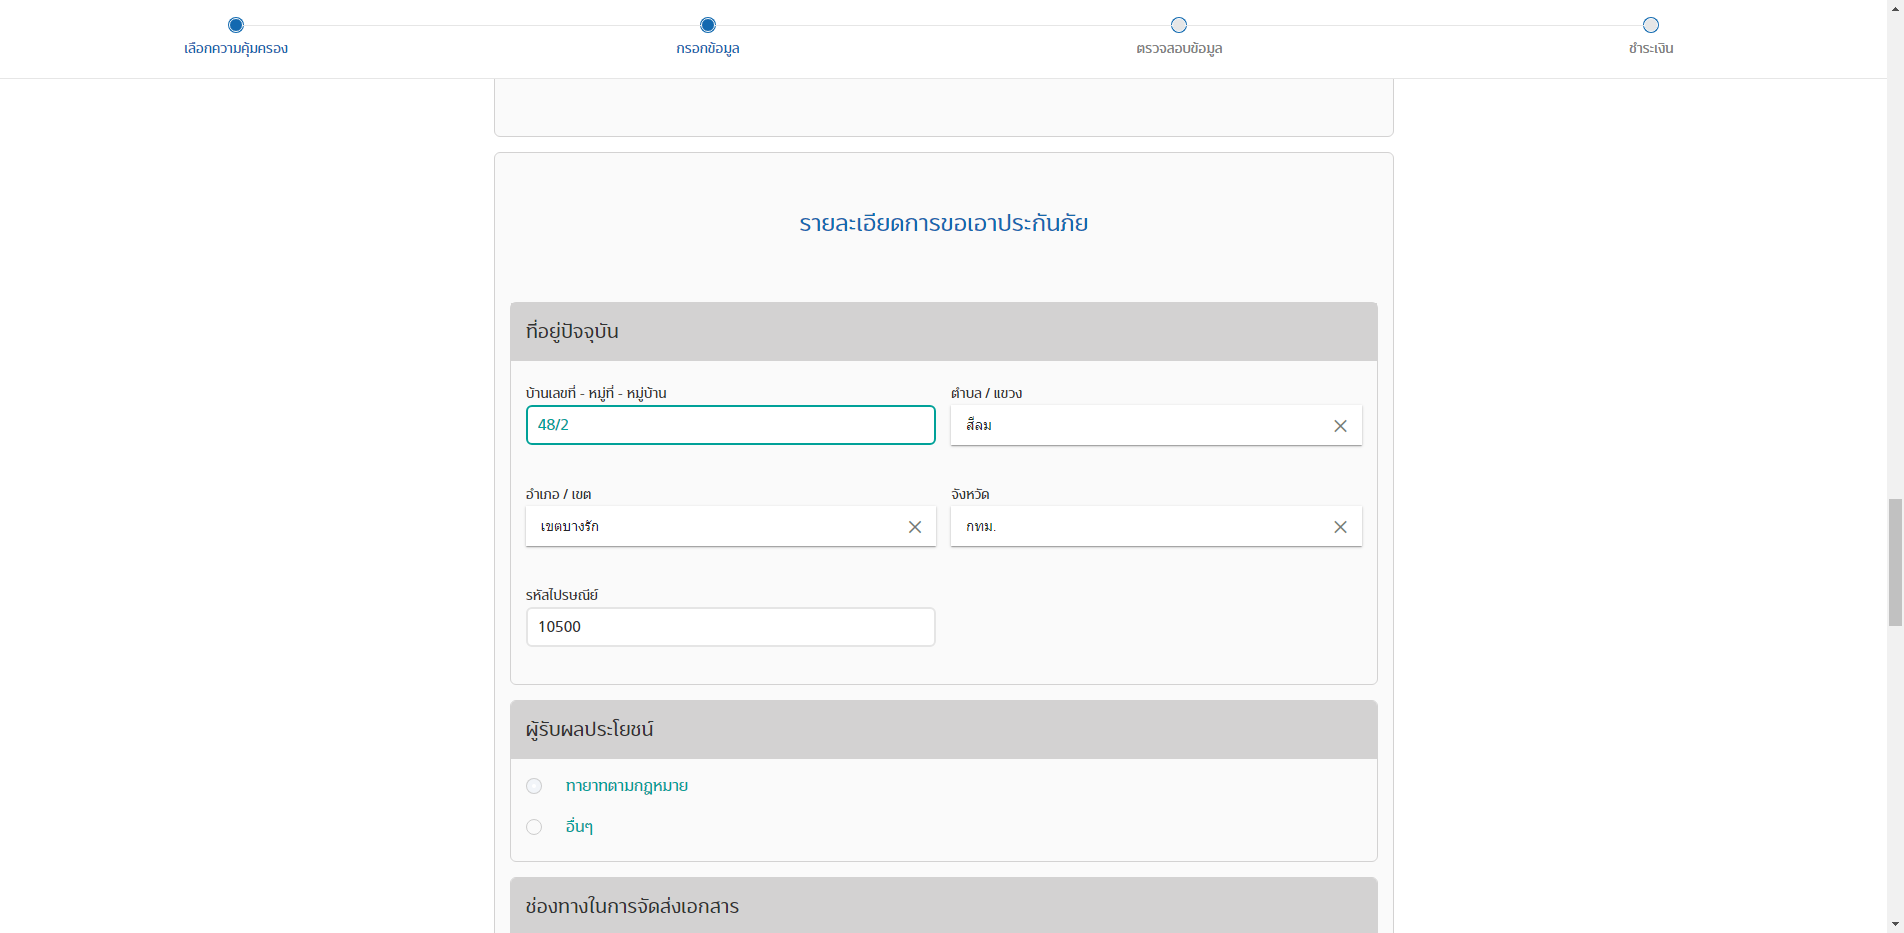 เลือกความคุ้มครอง
กรอกข้อมูล
ตรวจสอบข้อมูล
ชำระเงิน
รายละเอียดการขอเอาประกันภัย
ที่อยู่ปัจจุบัน
บ้านเลขที่ - หมู่ที่ - หมู่บ้าน
48/2
ตำบล / แขวง
สีลม
อำเภอ / เขต
เขตบางรัก
จังหวัด
กทม.
รหัสไปรษณีย์
10500
ผู้รับผลประโยชน์
ทายาทตามกฎหมาย
อื่นๆ
ช่องทางในการจัดส่งเอกสาร